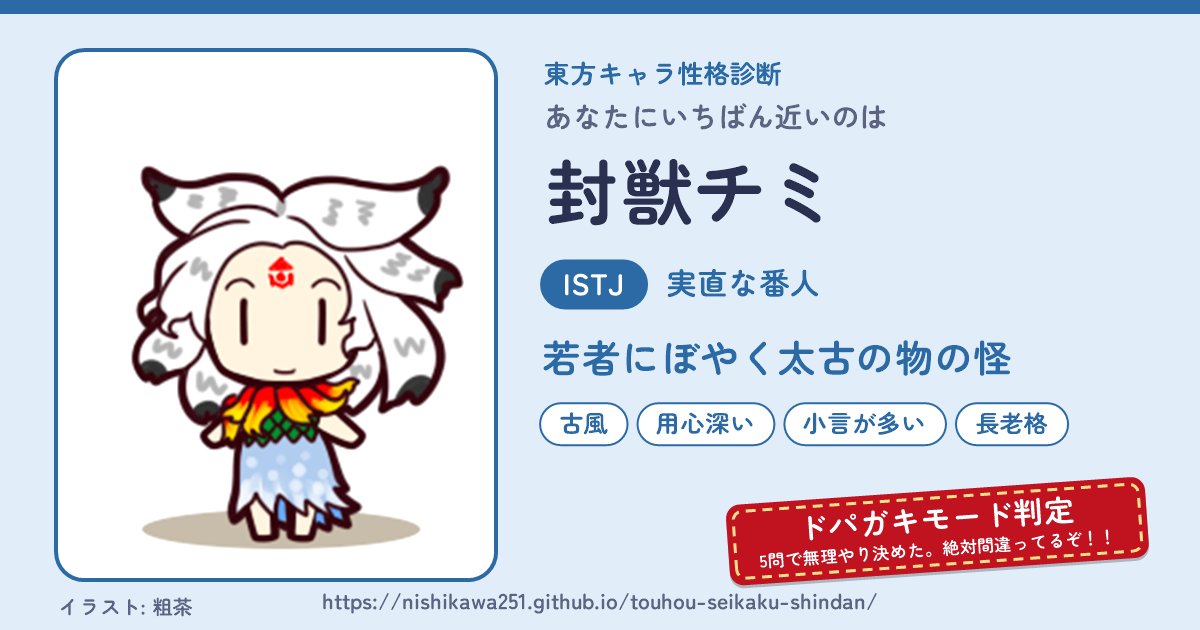 東方キャラ性格診断
あなたにいちばん近いのは
封獣チミ
ISTJ 実直な番人
若者にぼやく太古の物の怪
古風 用心深い 小言が多い 長老格
ドパガキモード判定
5問で無理やり決めた。絶対間違ってるぞ！！
イラスト: 粗茶 https://nishikawa251.github.io/touhou-seikaku-shindan/